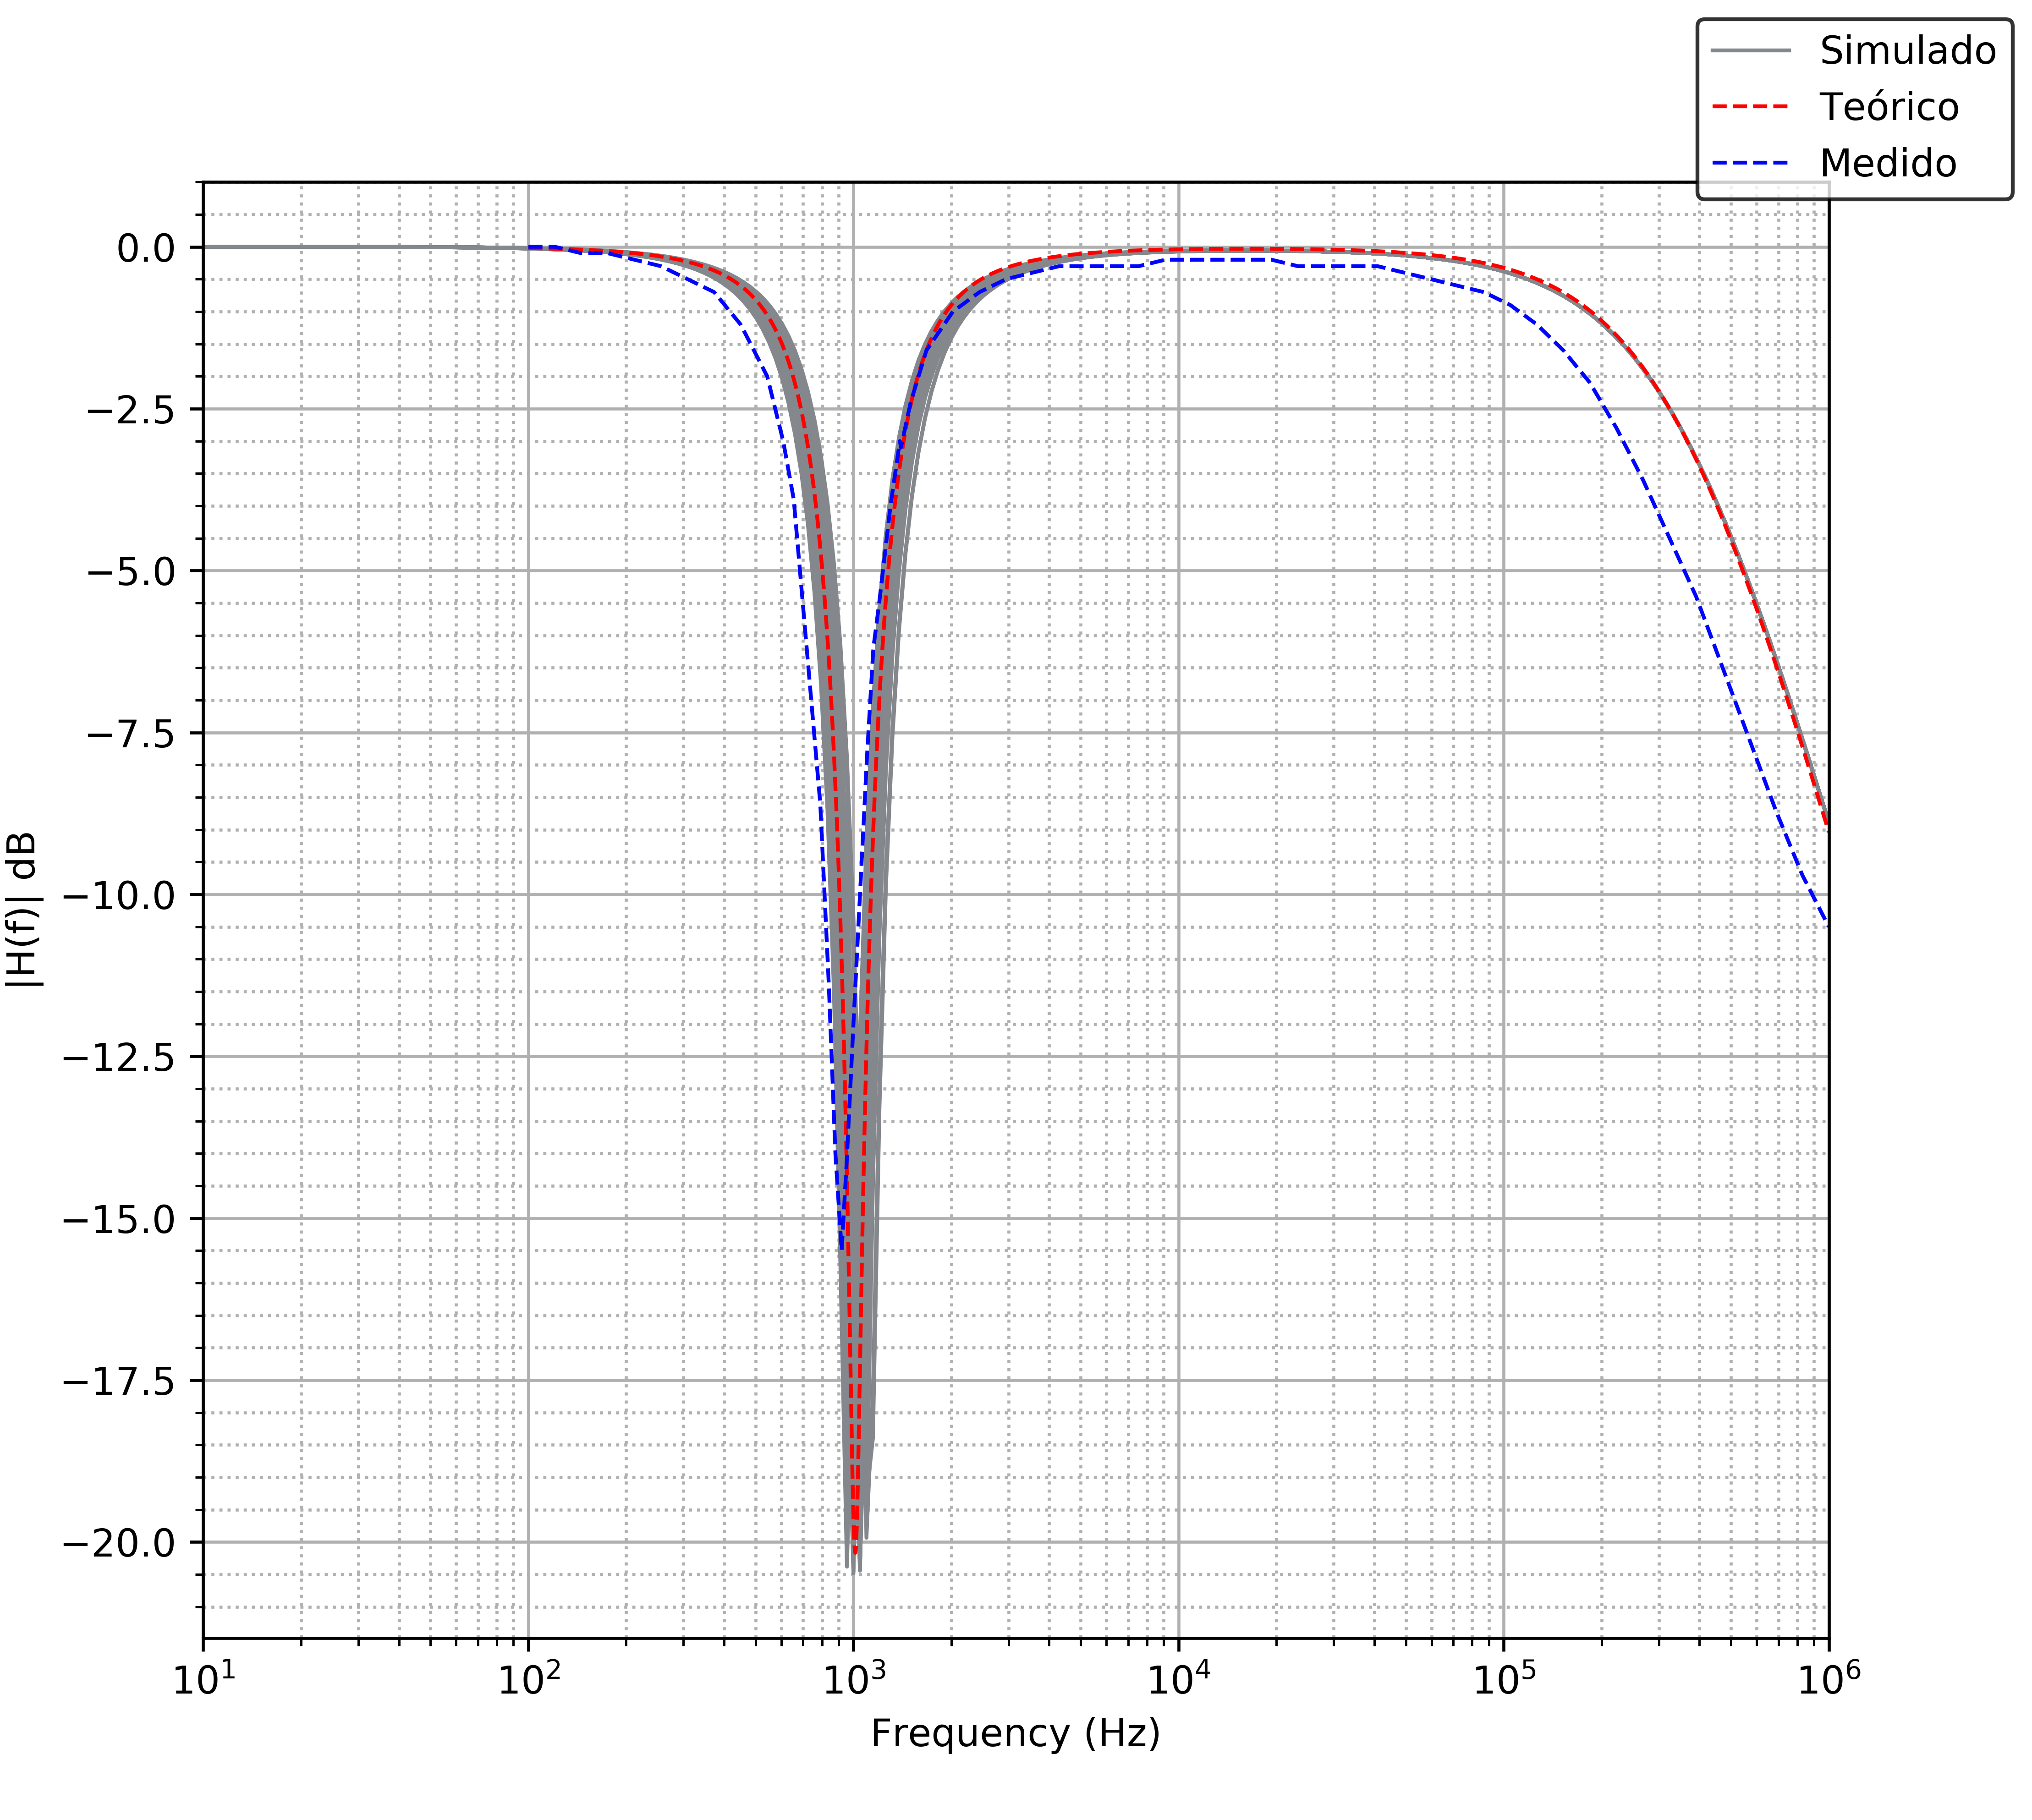 Simulado
Teórico
Medido
0.0
−2.5
−5.0
−7.5
−10.0
−12.5
−15.0
−17.5
−20.0
|H(f)| dB
10¹ 10² 10³ 10⁴ 10⁵ 10⁶
Frequency (Hz)